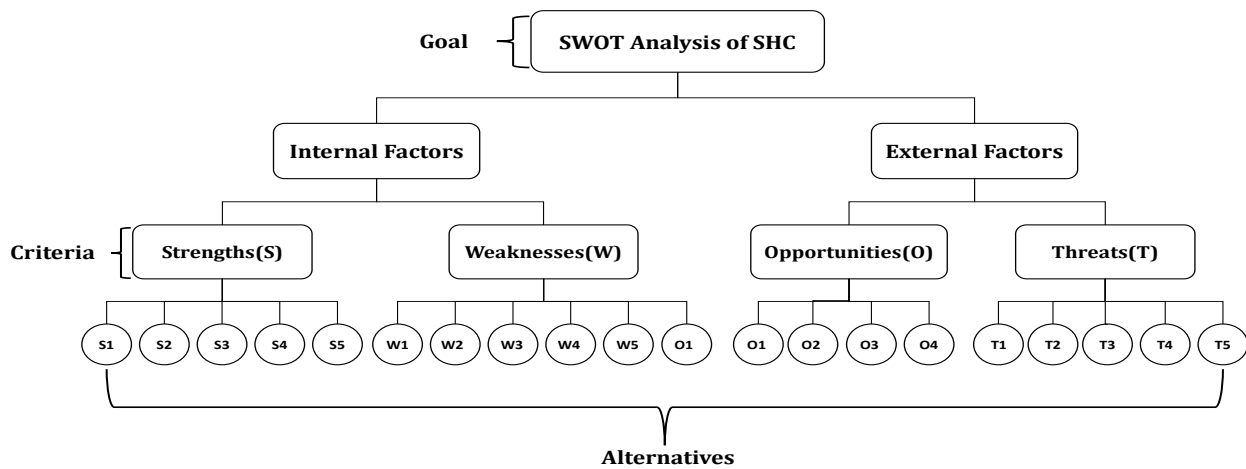 Goal
SWOT Analysis of SHC
Internal Factors
External Factors
Criteria
Strengths(S)
Weaknesses(W)
Opportunities(O)
Threats(T)
S1
S2
S3
S4
S5
W1
W2
W3
W4
W5
O1
O1
O2
O3
O4
T1
T2
T3
T4
T5
Alternatives